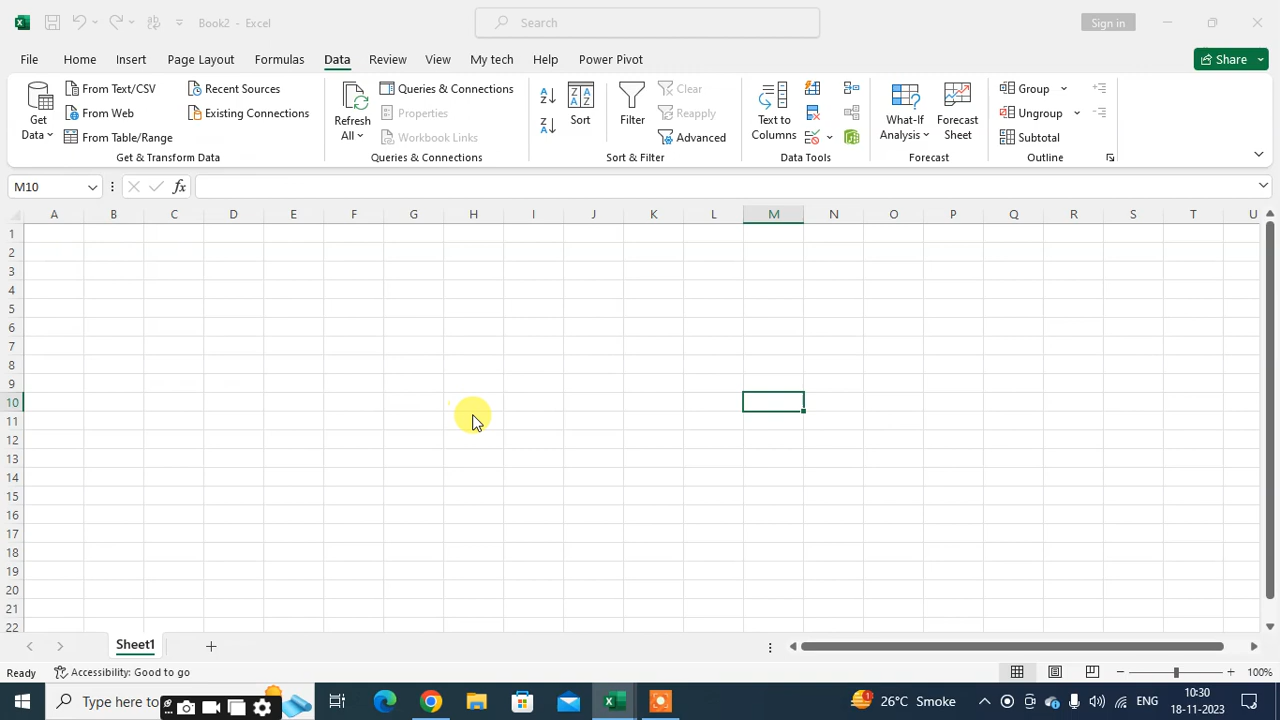 Book2 - Excel
Search
Sign in
File Home Insert Page Layout Formulas Data Review View My tech Help Power Pivot Share
Get Data
From Text/CSV
From Web
From Table/Range
Recent Sources
Existing Connections
Get & Transform Data
Refresh All
Queries & Connections
Properties
Workbook Links
Queries & Connections
Sort
Filter
Clear
Reapply
Advanced
Sort & Filter
Text to Columns
Data Tools
What-If Analysis
Forecast Sheet
Forecast
Group
Ungroup
Subtotal
Outline
M10
fx
A B C D E F G H I J K L M N O P Q R S T U
1
2
3
4
5
6
7
8
9
10
11
12
13
14
15
16
17
18
19
20
21
22
Sheet1
Ready Accessibility: Good to go 100%
Type here to
26°C Smoke ENG 10:30
18-11-2023